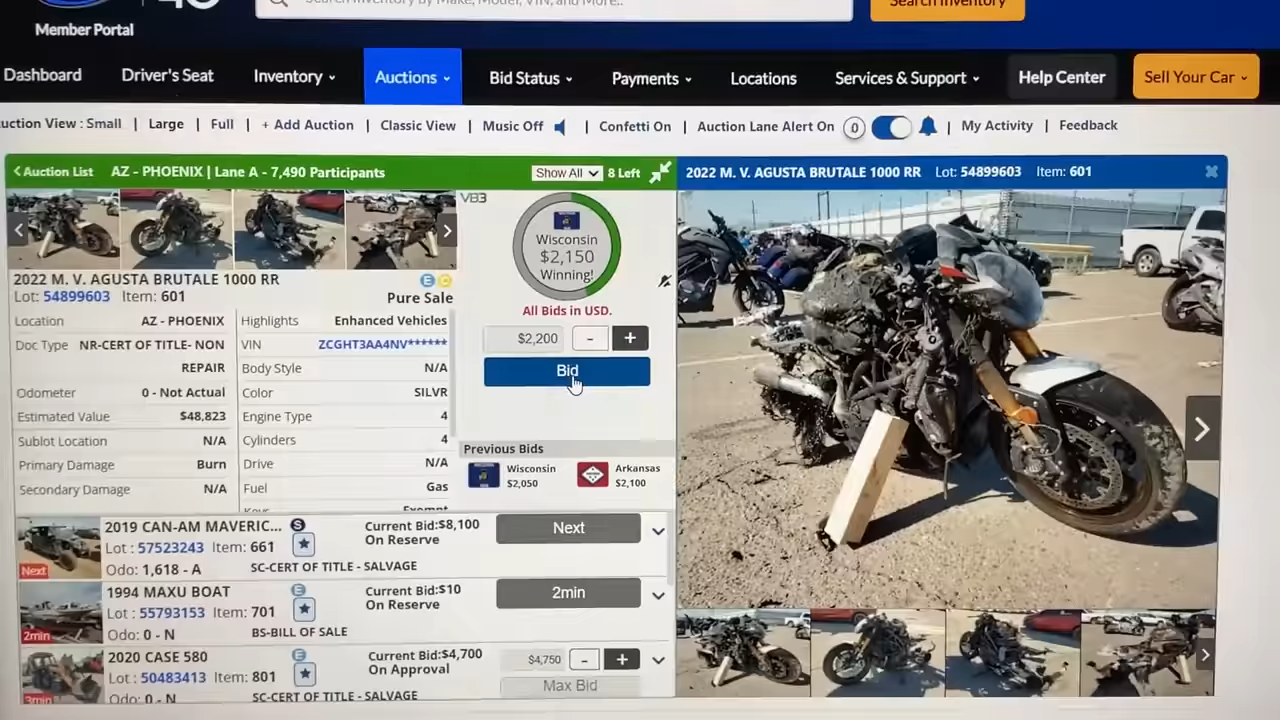 Member Portal
Search Inventory
Dashboard
Driver's Seat
Inventory
Auctions
Bid Status
Payments
Locations
Services & Support
Help Center
Sell Your Car
uction View : Small | Large | Full | + Add Auction | Classic View | Music Off | Confetti On | Auction Lane Alert On 0 | My Activity | Feedback
Auction List AZ - PHOENIX | Lane A - 7,490 Participants
Show All 8 Left
2022 M. V. AGUSTA BRUTALE 1000 RR Lot: 54899603 Item: 601
VB3
Wisconsin
$2,150
Winning!
All Bids in USD.
$2,200 - +
Bid
Previous Bids
Wisconsin
$2,050
Arkansas
$2,100
2022 M. V. AGUSTA BRUTALE 1000 RR
Lot: 54899603 Item: 601
Pure Sale
Location AZ - PHOENIX
Doc Type NR-CERT OF TITLE- NON
REPAIR
Odometer 0 - Not Actual
Estimated Value $48,823
Sublot Location N/A
Primary Damage Burn
Secondary Damage N/A
Highlights Enhanced Vehicles
VIN ZCGHT3AA4NV******
Body Style N/A
Color SILVR
Engine Type 4
Cylinders 4
Drive N/A
Fuel Gas
Keys Exempt
2019 CAN-AM MAVERIC... S
Lot : 57523243 Item: 661
Odo: 1,618 - A
SC-CERT OF TITLE - SALVAGE
Current Bid:$8,100
On Reserve
Next
Next
1994 MAXU BOAT E
Lot : 55793153 Item: 701
Odo: 0 - N
BS-BILL OF SALE
Current Bid:$10
On Reserve
2min
2min
2020 CASE 580 E
Lot : 50483413 Item: 801
Odo: 0 - N
SC-CERT OF TITLE - SALVAGE
Current Bid:$4,700
On Approval
$4,750 - +
Max Bid
3min